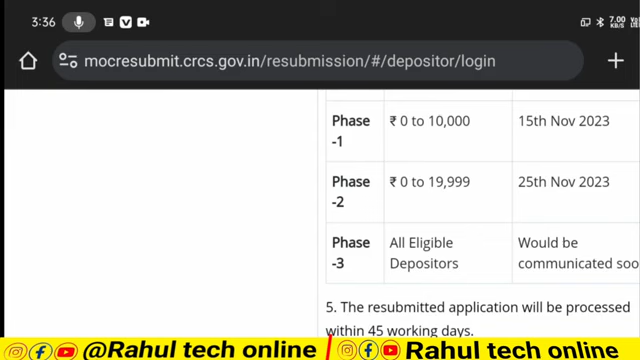 3:36
7.00
KB/S
mocresubmit.crcs.gov.in/resubmission/#/depositor/login
Phase -1 ₹ 0 to 10,000 15th Nov 2023
Phase -2 ₹ 0 to 19,999 25th Nov 2023
Phase -3 All Eligible Depositors Would be communicated soo
5. The resubmitted application will be processed
within 45 working days.
@Rahul tech online
Rahul tech online